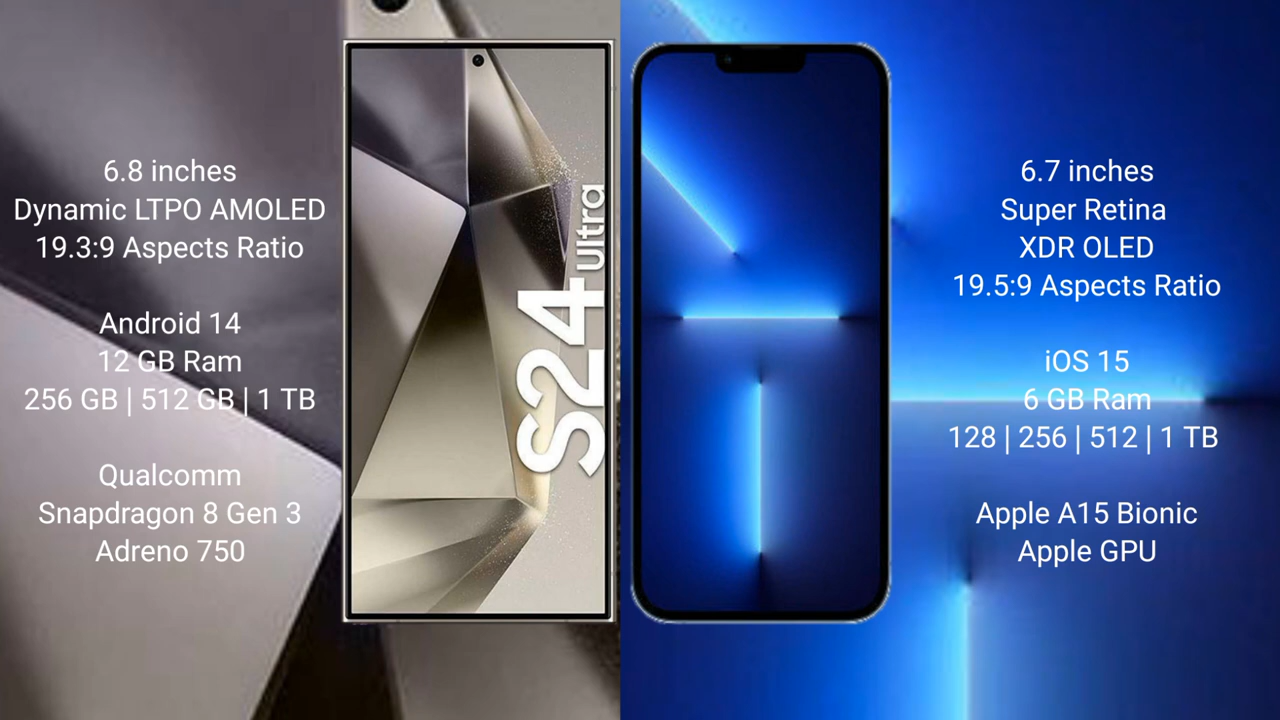 6.8 inches
Dynamic LTPO AMOLED
19.3:9 Aspects Ratio
Android 14
12 GB Ram
256 GB | 512 GB | 1 TB
Qualcomm
Snapdragon 8 Gen 3
Adreno 750
S24 ultra
6.7 inches
Super Retina
XDR OLED
19.5:9 Aspects Ratio
iOS 15
6 GB Ram
128 | 256 | 512 | 1 TB
Apple A15 Bionic
Apple GPU